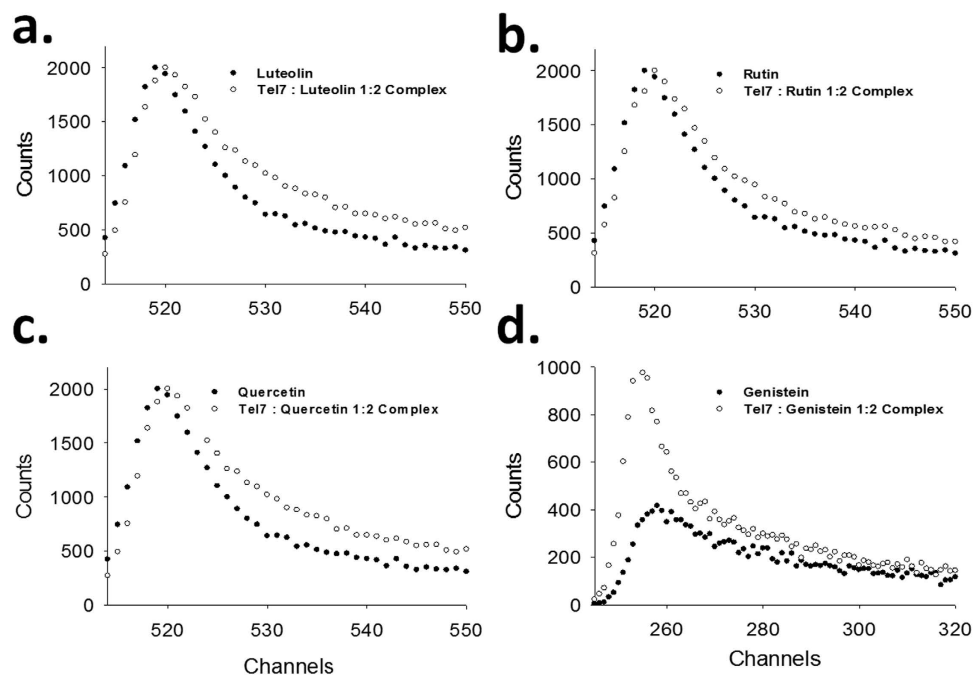 a.
Luteolin
Tel7 : Luteolin 1:2 Complex
Counts
2000
1500
1000
500
0
520
530
540
550
b.
Rutin
Tel7 : Rutin 1:2 Complex
Counts
2000
1500
1000
500
0
520
530
540
550
c.
Quercetin
Tel7 : Quercetin 1:2 Complex
Counts
2000
1500
1000
500
0
520
530
540
550
Channels
d.
Genistein
Tel7 : Genistein 1:2 Complex
Counts
1000
800
600
400
200
0
260
280
300
320
Channels